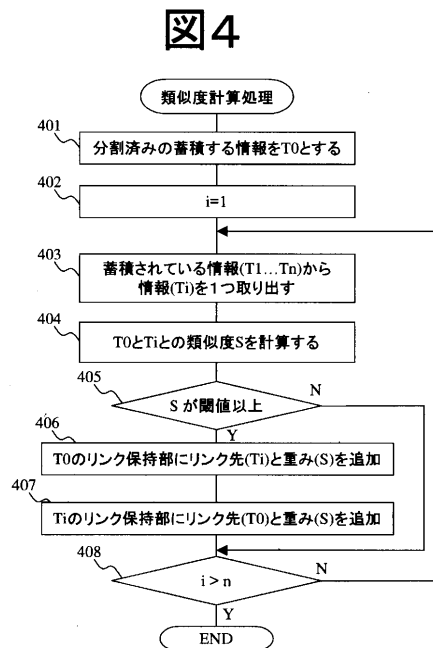 図4
類似度計算処理
401
分割済みの蓄積する情報をT0とする
402
i=1
403
蓄積されている情報(T1...Tn)から
情報(Ti)を1つ取り出す
404
T0とTiとの類似度Sを計算する
405
S が閾値以上
N
Y
406
T0のリンク保持部にリンク先(Ti)と重み(S)を追加
407
Tiのリンク保持部にリンク先(T0)と重み(S)を追加
408
i > n
N
Y
END